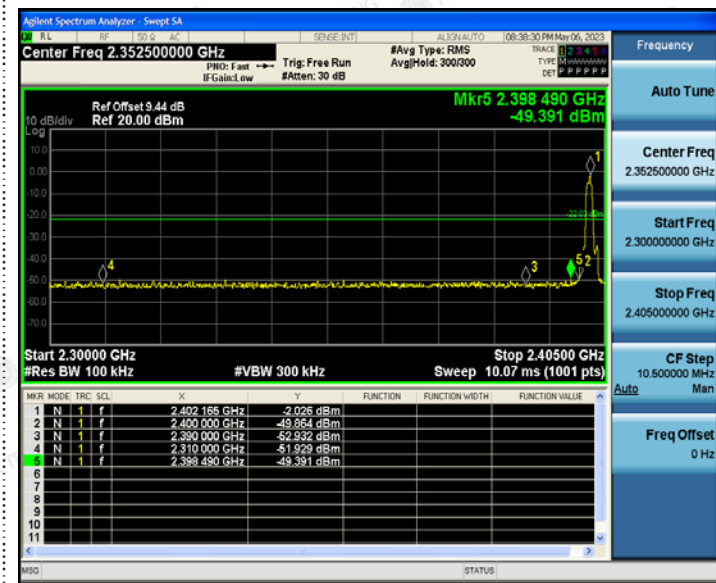 Agilent Spectrum Analyzer - Swept SA
RL RF 50 Ω AC SENSE:INT ALIGN AUTO 08:38:30 PM May 06, 2023
Center Freq 2.352500000 GHz
PNO: Fast
IFGain:Low
Trig: Free Run
#Atten: 30 dB
#Avg Type: RMS
Avg|Hold: 300/300
TRACE 1 2 3 4 5 6
TYPE M
DET P P P P P P
Frequency
Mkr5 2.398 490 GHz
-49.391 dBm
Ref Offset 9.44 dB
10 dB/div Ref 20.00 dBm
Log
10.0
0.00
-10.0
-20.0
-30.0
-40.0
-50.0
-60.0
-70.0
1
-22.03 dBm
4
3
5 2
Start 2.30000 GHz Stop 2.40500 GHz
#Res BW 100 kHz #VBW 300 kHz Sweep 10.07 ms (1001 pts)
MKR MODE TRC SCL X Y FUNCTION FUNCTION WIDTH FUNCTION VALUE
1 N 1 f 2.402 165 GHz -2.026 dBm
2 N 1 f 2.400 000 GHz -49.864 dBm
3 N 1 f 2.390 000 GHz -52.932 dBm
4 N 1 f 2.310 000 GHz -51.929 dBm
5 N 1 f 2.398 490 GHz -49.391 dBm
6
7
8
9
10
11
MSG STATUS
Auto Tune
Center Freq
2.352500000 GHz
Start Freq
2.300000000 GHz
Stop Freq
2.405000000 GHz
CF Step
10.500000 MHz
Auto Man
Freq Offset
0 Hz